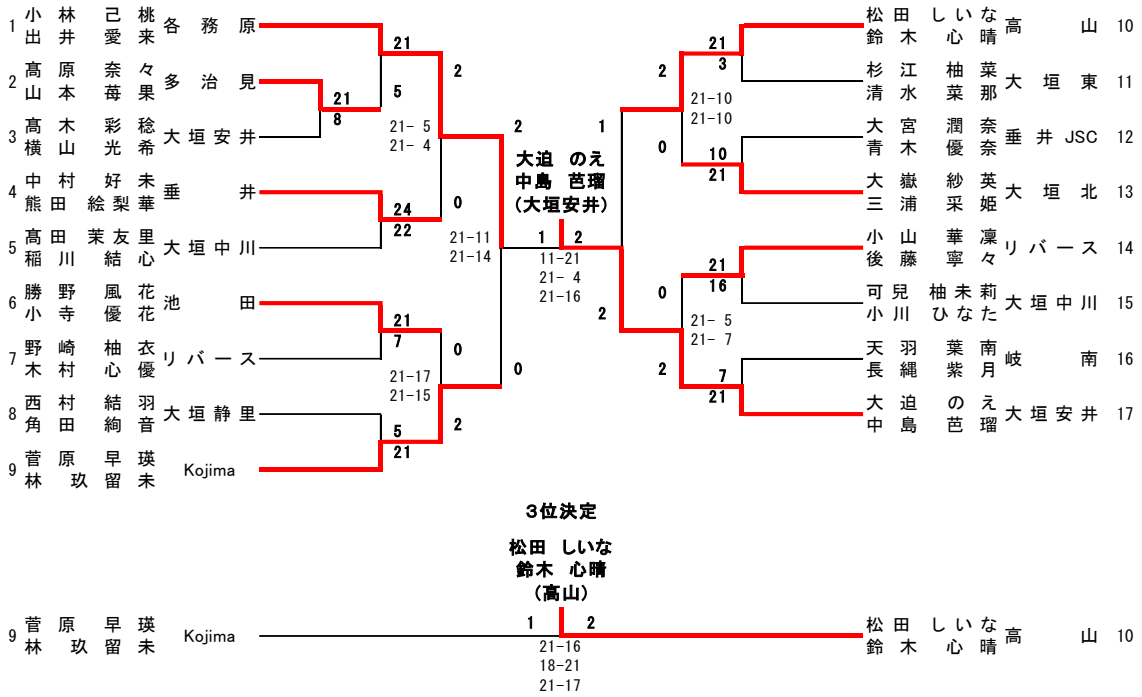 1 小林 己桃 各務原
出井 愛来
2 髙原 奈々 多治見
山本 苺果
3 髙木 彩稔 大垣安井
横山 光希
4 中村 好未 垂井
熊田 絵梨華
5 髙田 茉友里 大垣中川
稲川 結心
6 勝野 風花 池田
小寺 優花
7 野崎 柚衣 リバース
木村 心優
8 西村 結羽 大垣静里
角田 絢音
9 菅原 早瑛 Kojima
林 玖留未
21
5
21
8
24
22
21
7
5
21
2
21- 5
21- 4
0
0
21-17
21-15
2
2
21-11
21-14
0
大迫 のえ
中島 芭瑠
(大垣安井)
1 2
11-21
21- 4
21-16
1
2
2
21-10
21-10
0
0
21- 5
21- 7
2
21
3
10
21
21
16
7
21
松田 しいな 高山 10
鈴木 心晴
杉江 柚菜 大垣東 11
清水 菜那
大宮 潤奈 垂井JSC 12
青木 優奈
大嶽 紗英 大垣北 13
三浦 采姫
小山 華凜 リバース 14
後藤 寧々
可兒 柚未莉 大垣中川 15
小川 ひなた
天羽 葉南 岐南 16
長縄 紫月
大迫 のえ 大垣安井 17
中島 芭瑠
3位決定
松田 しいな
鈴木 心晴
(高山)
9 菅原 早瑛 Kojima
林 玖留未
1 2
21-16
18-21
21-17
松田 しいな 高山 10
鈴木 心晴